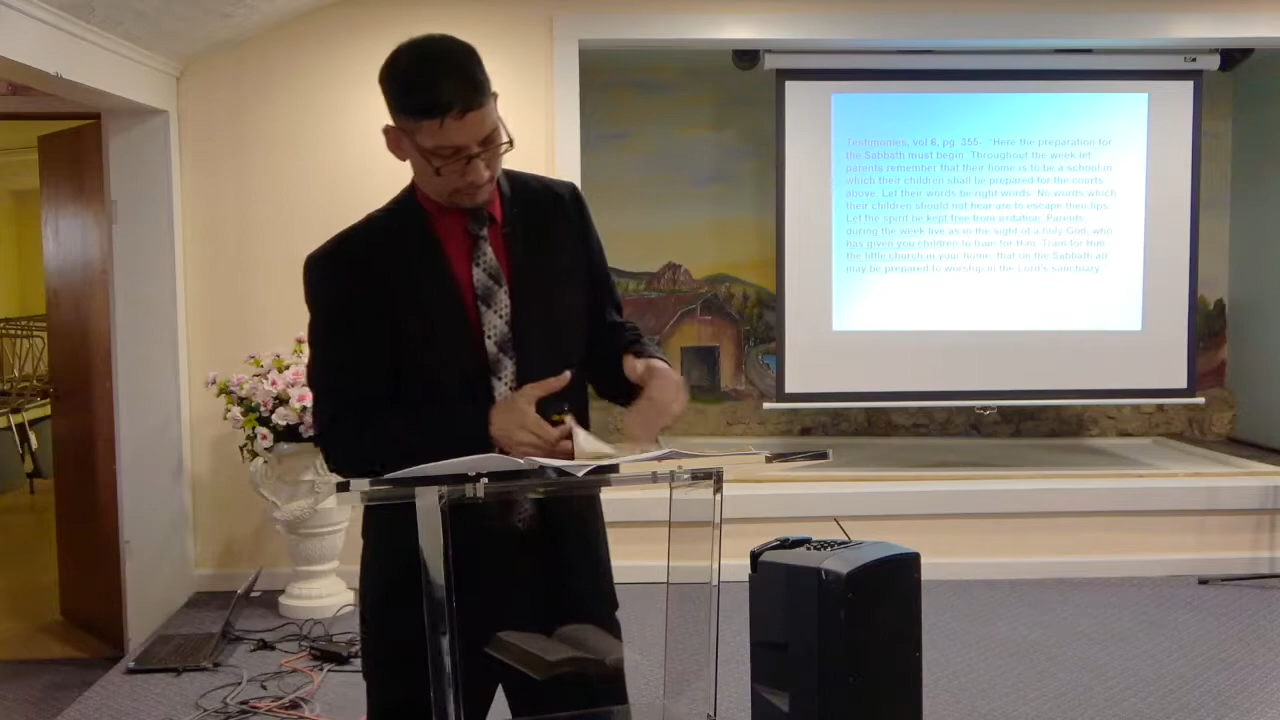 Testimonies, vol 6, pg 355- "Here the preparation for
the Sabbath must begin. Throughout the week let
parents remember that their home is to be a school in
which their children shall be prepared for the courts
above. Let their words be right words. No words which
their children should not hear are to escape their lips.
Let the spirit be kept free from irritation. Parents,
during the week live as in the sight of a holy God, who
has given you children to train for Him. Train for Him
the little church in your home, that on the Sabbath all
may be prepared to worship in the Lord's sanctuary.